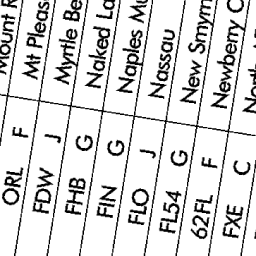 Mount R
ORL F Mt Pleas
FDW J Myrtle Be
FHB G Naked La
FIN G Naples Mu
FLO J Nassau
FL54 G New Smyrn
62FL F Newberry C
FXE C North